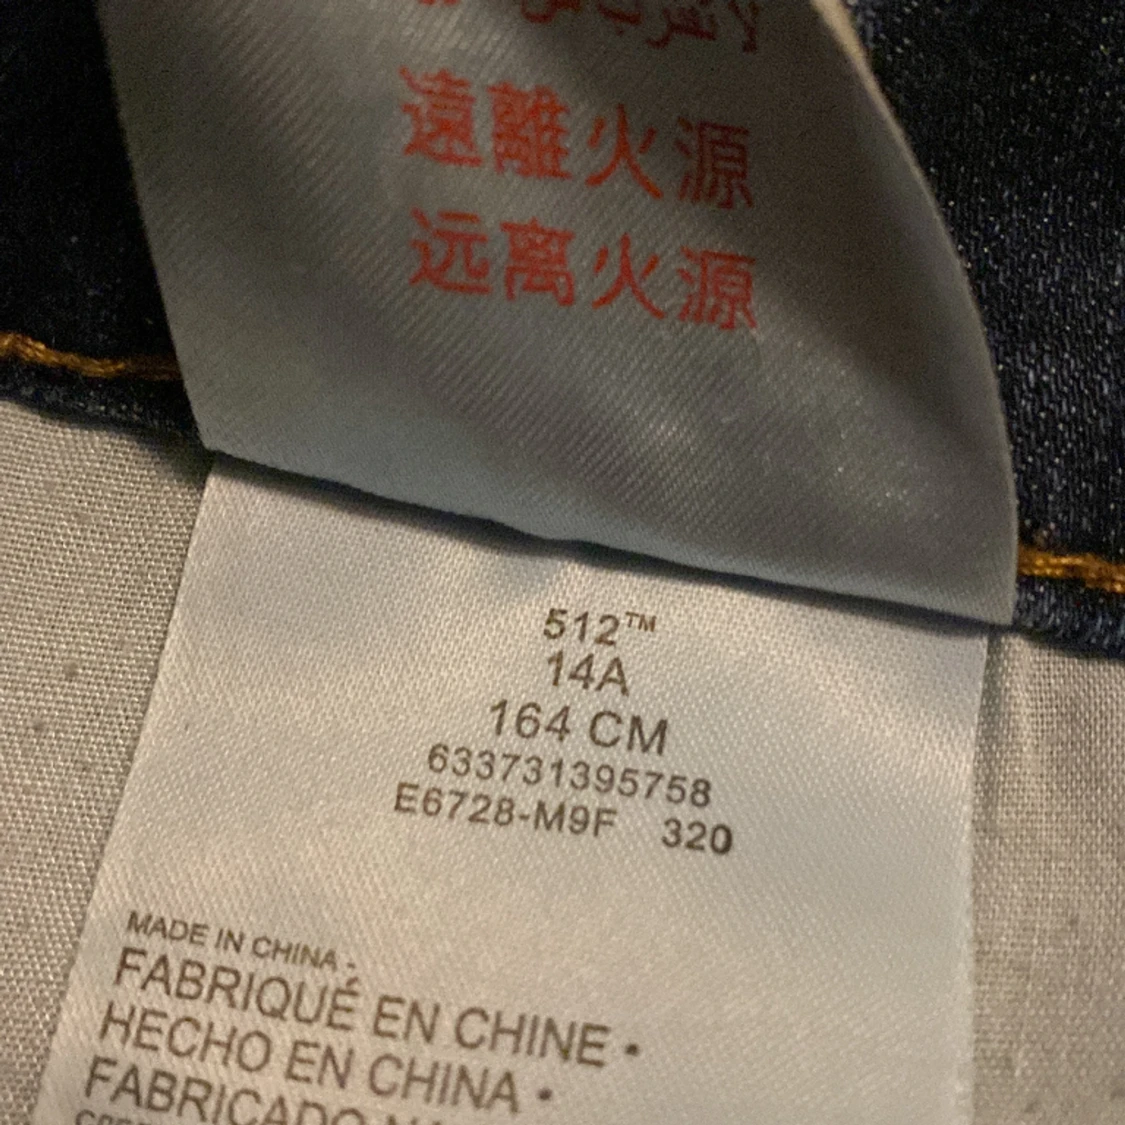 遠離火源
远离火源
512™
14A
164 CM
633731395758
E6728-M9F 320
MADE IN CHINA -
FABRIQUÉ EN CHINE •
HECHO EN CHINA •
FABRICADO